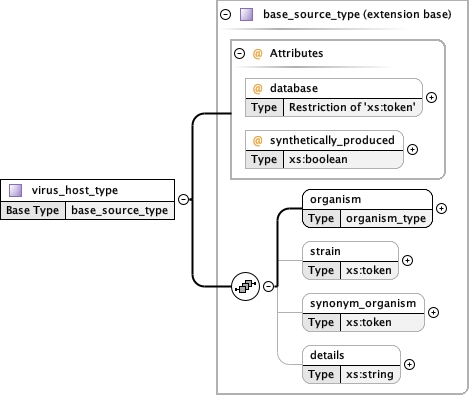 base_source_type (extension base)
@ Attributes
@ database
Type Restriction of 'xs:token'
@ synthetically_produced
Type xs:boolean
virus_host_type
Base Type base_source_type
organism
Type organism_type
strain
Type xs:token
synonym_organism
Type xs:token
details
Type xs:string